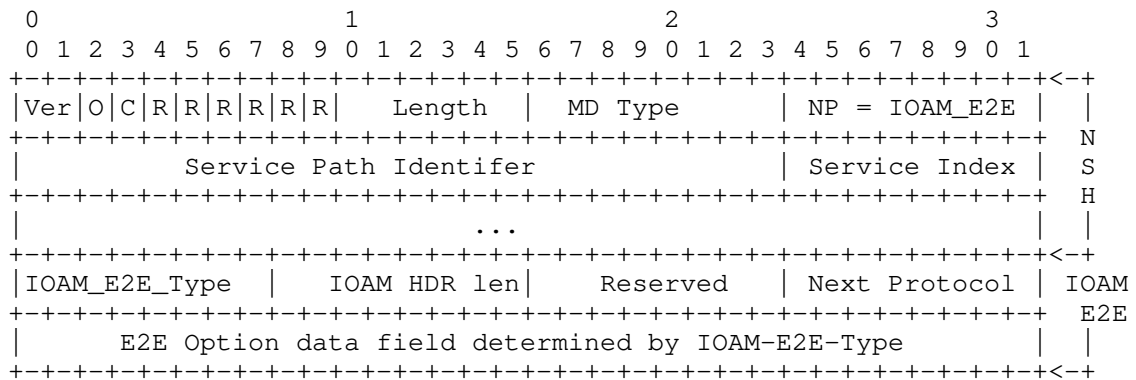 0                   1                   2                   3
 0 1 2 3 4 5 6 7 8 9 0 1 2 3 4 5 6 7 8 9 0 1 2 3 4 5 6 7 8 9 0 1
+-+-+-+-+-+-+-+-+-+-+-+-+-+-+-+-+-+-+-+-+-+-+-+-+-+-+-+-+-+-+-+-+<-+
|Ver|O|C|R|R|R|R|R|R|   Length  |  MD Type      | NP = IOAM_E2E |  |
+-+-+-+-+-+-+-+-+-+-+-+-+-+-+-+-+-+-+-+-+-+-+-+-+-+-+-+-+-+-+-+-+  N
|          Service Path Identifer               | Service Index |  S
+-+-+-+-+-+-+-+-+-+-+-+-+-+-+-+-+-+-+-+-+-+-+-+-+-+-+-+-+-+-+-+-+  H
|                            ...                                |  |
+-+-+-+-+-+-+-+-+-+-+-+-+-+-+-+-+-+-+-+-+-+-+-+-+-+-+-+-+-+-+-+-+<-+
|IOAM_E2E_Type  |   IOAM HDR len|    Reserved   | Next Protocol | IOAM
+-+-+-+-+-+-+-+-+-+-+-+-+-+-+-+-+-+-+-+-+-+-+-+-+-+-+-+-+-+-+-+-+  E2E
|      E2E Option data field determined by IOAM-E2E-Type        |  |
+-+-+-+-+-+-+-+-+-+-+-+-+-+-+-+-+-+-+-+-+-+-+-+-+-+-+-+-+-+-+-+-+<-+